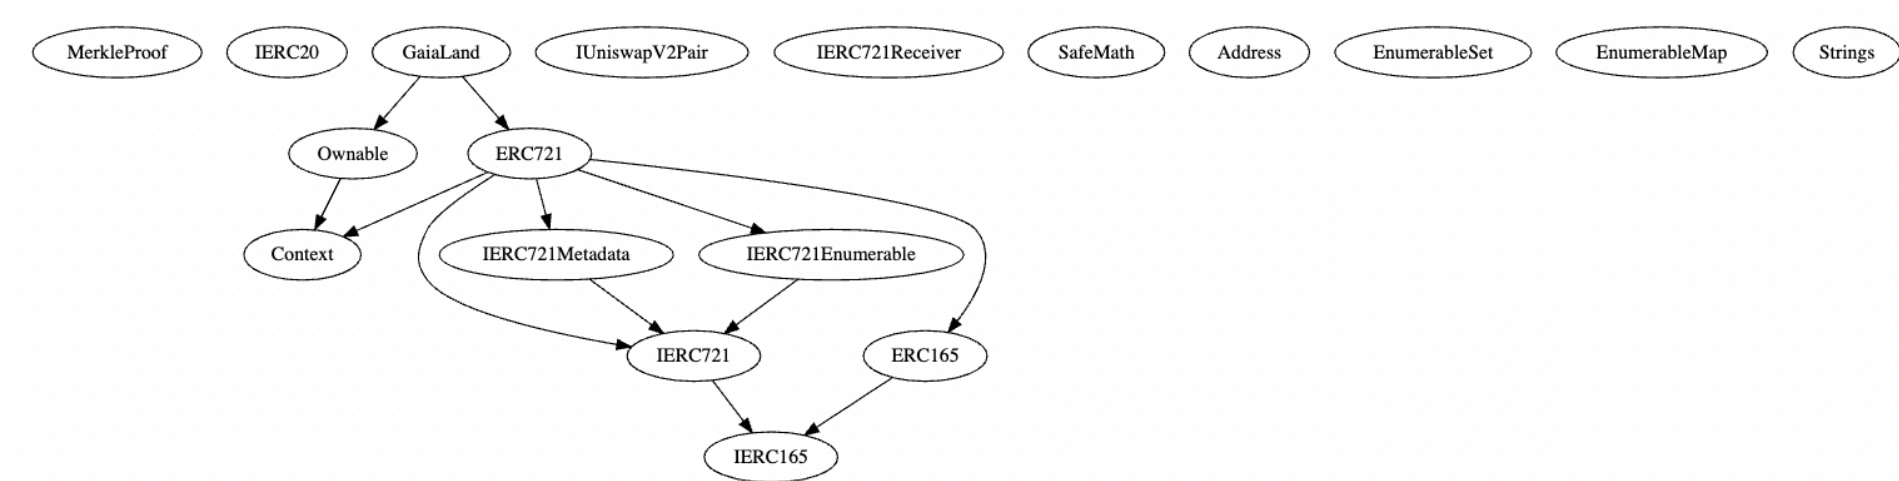 MerkleProof
IERC20
GaiaLand
IUniswapV2Pair
IERC721Receiver
SafeMath
Address
EnumerableSet
EnumerableMap
Strings
Ownable
ERC721
Context
IERC721Metadata
IERC721Enumerable
IERC721
ERC165
IERC165